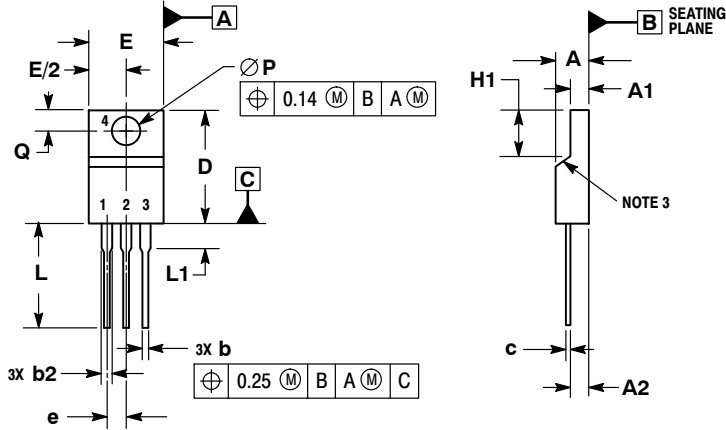 A
E
E/2
∅P
⌖ 0.14 Ⓜ B A Ⓜ
4
Q
D
C
1 2 3
L
L1
3X b
3X b2
⌖ 0.25 Ⓜ B A Ⓜ C
e
B SEATING
PLANE
A
H1
A1
NOTE 3
c
A2